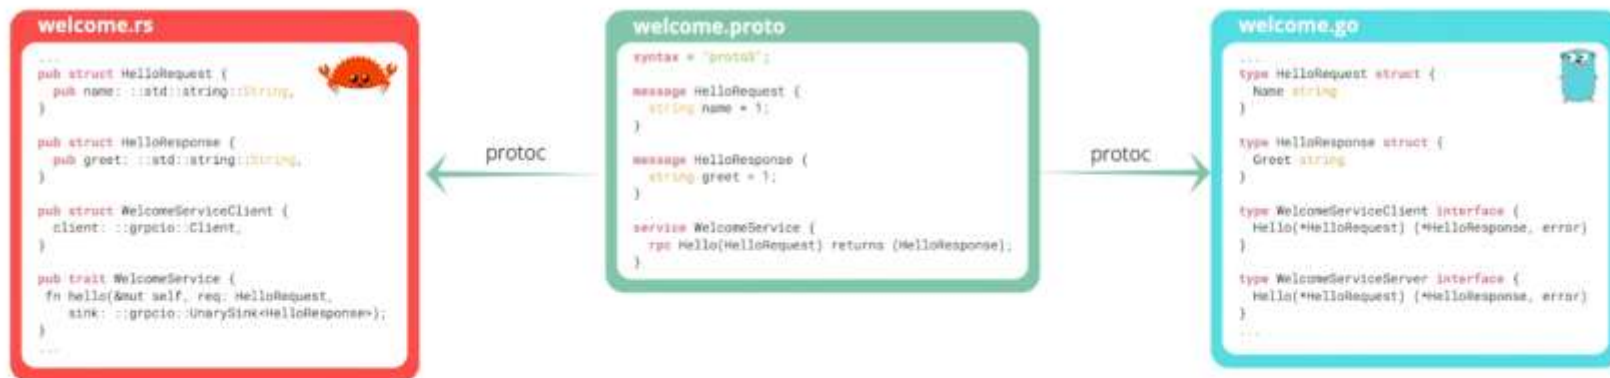 welcome.rs
...
pub struct HelloRequest {
pub name: ::std::string::String,
}
pub struct HelloResponse {
pub greet: ::std::string::String,
}
pub struct WelcomeServiceClient {
client: ::grpcio::Client,
}
pub trait WelcomeService {
fn hello(&mut self, req: HelloRequest,
sink: ::grpcio::UnarySink<HelloResponse>);
}
...
protoc
welcome.proto
syntax = "proto3";
message HelloRequest {
string name = 1;
}
message HelloResponse {
string greet = 1;
}
service WelcomeService {
rpc Hello(HelloRequest) returns (HelloResponse);
}
protoc
welcome.go
...
type HelloRequest struct {
Name string
}
type HelloResponse struct {
Greet string
}
type WelcomeServiceClient interface {
Hello(*HelloRequest) (*HelloResponse, error)
}
type WelcomeServiceServer interface {
Hello(*HelloRequest) (*HelloResponse, error)
}
...